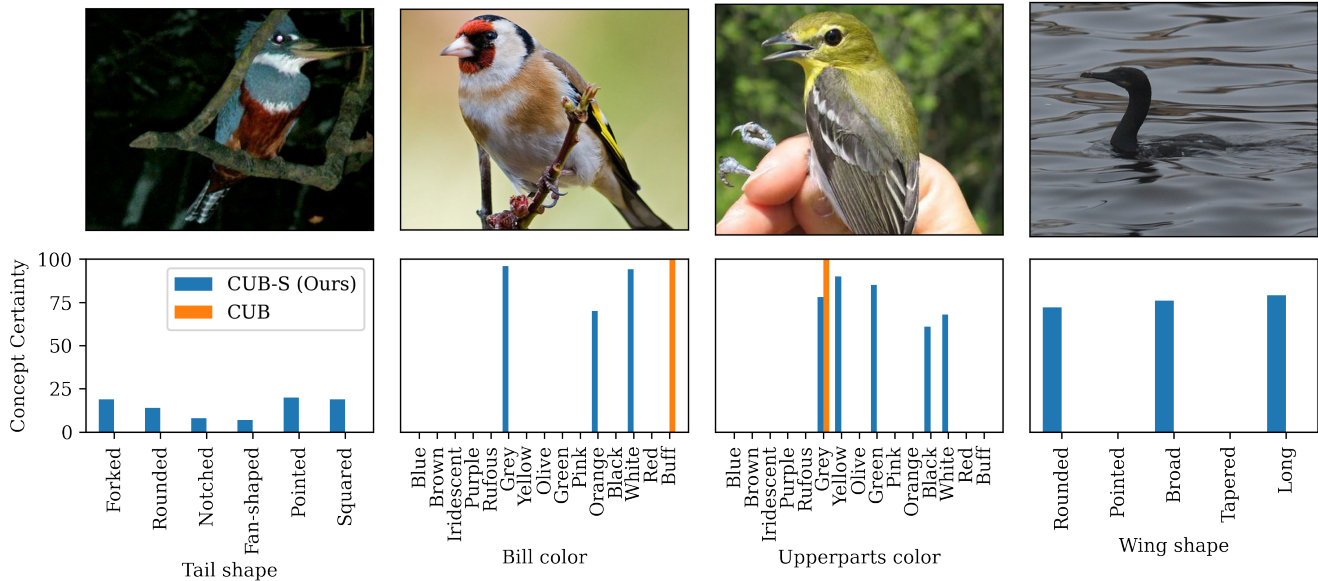 Concept Certainty
100
75
50
25
0
CUB-S (Ours)
CUB
Forked
Rounded
Notched
Fan-shaped
Pointed
Squared
Tail shape
Blue
Brown
Iridescent
Purple
Rufous
Grey
Yellow
Olive
Green
Pink
Orange
Black
White
Red
Buff
Bill color
Blue
Brown
Iridescent
Purple
Rufous
Grey
Yellow
Olive
Green
Pink
Orange
Black
White
Red
Buff
Upperparts color
Rounded
Pointed
Broad
Tapered
Long
Wing shape